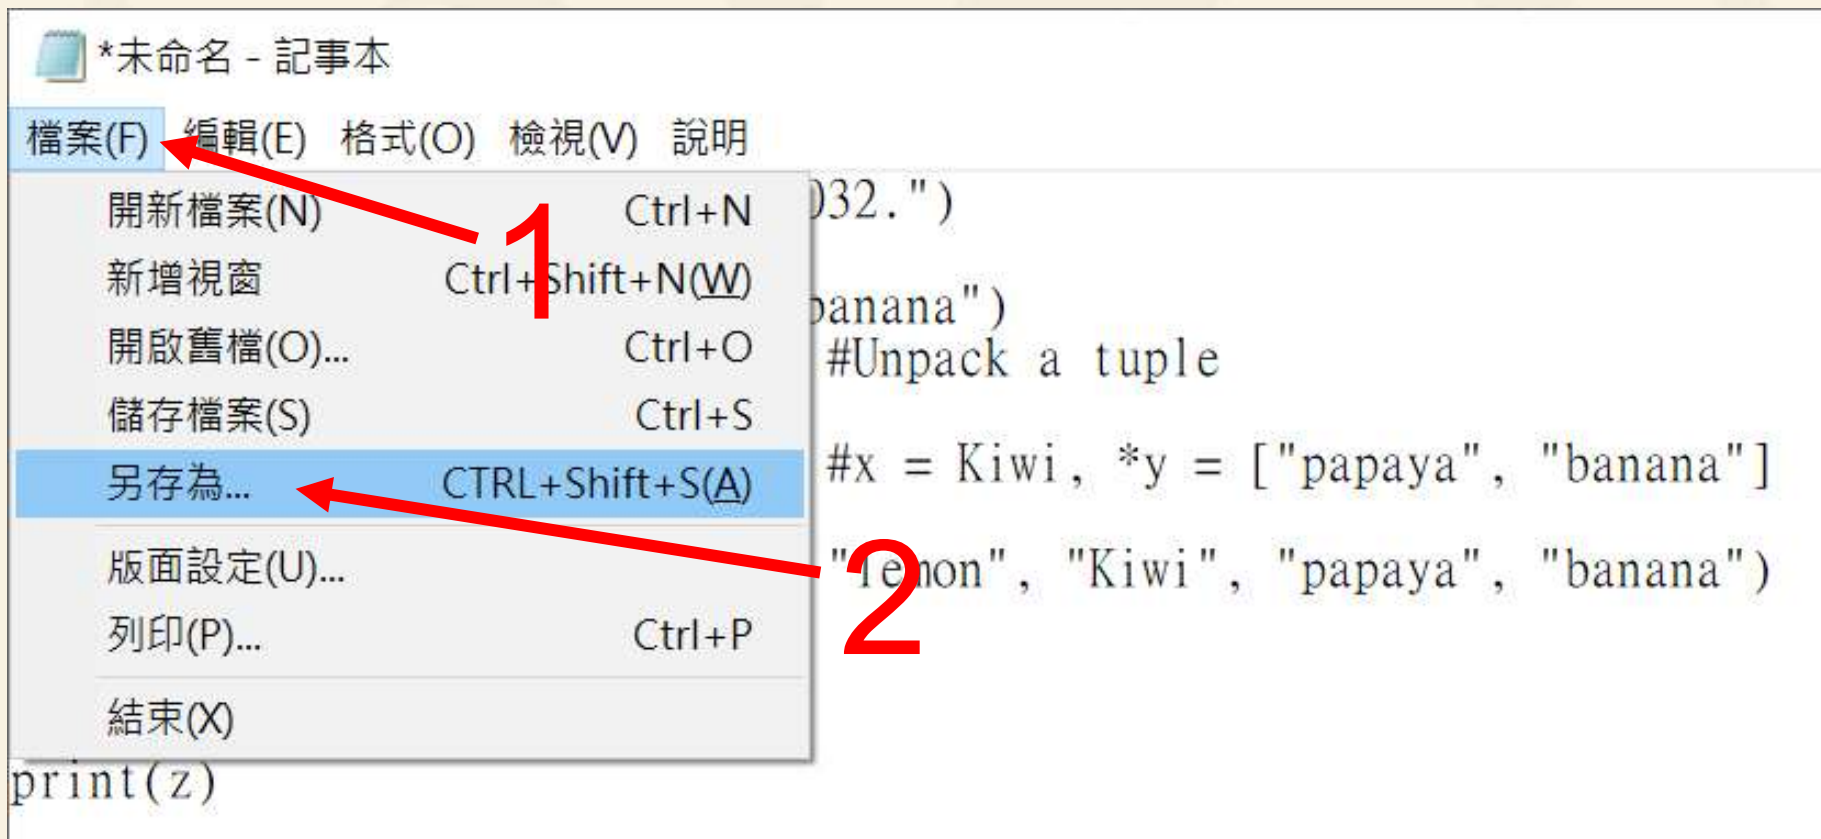 *未命名 - 記事本
檔案(F) 編輯(E) 格式(O) 檢視(V) 說明
開新檔案(N) Ctrl+N
新增視窗 Ctrl+Shift+N(W)
開啟舊檔(O)... Ctrl+O
儲存檔案(S) Ctrl+S
另存為... CTRL+Shift+S(A)
版面設定(U)...
列印(P)... Ctrl+P
結束(X)
1
2
032.")
banana")
#Unpack a tuple
#x = Kiwi, *y = ["papaya", "banana"]
"lemon", "Kiwi", "papaya", "banana")
print(z)